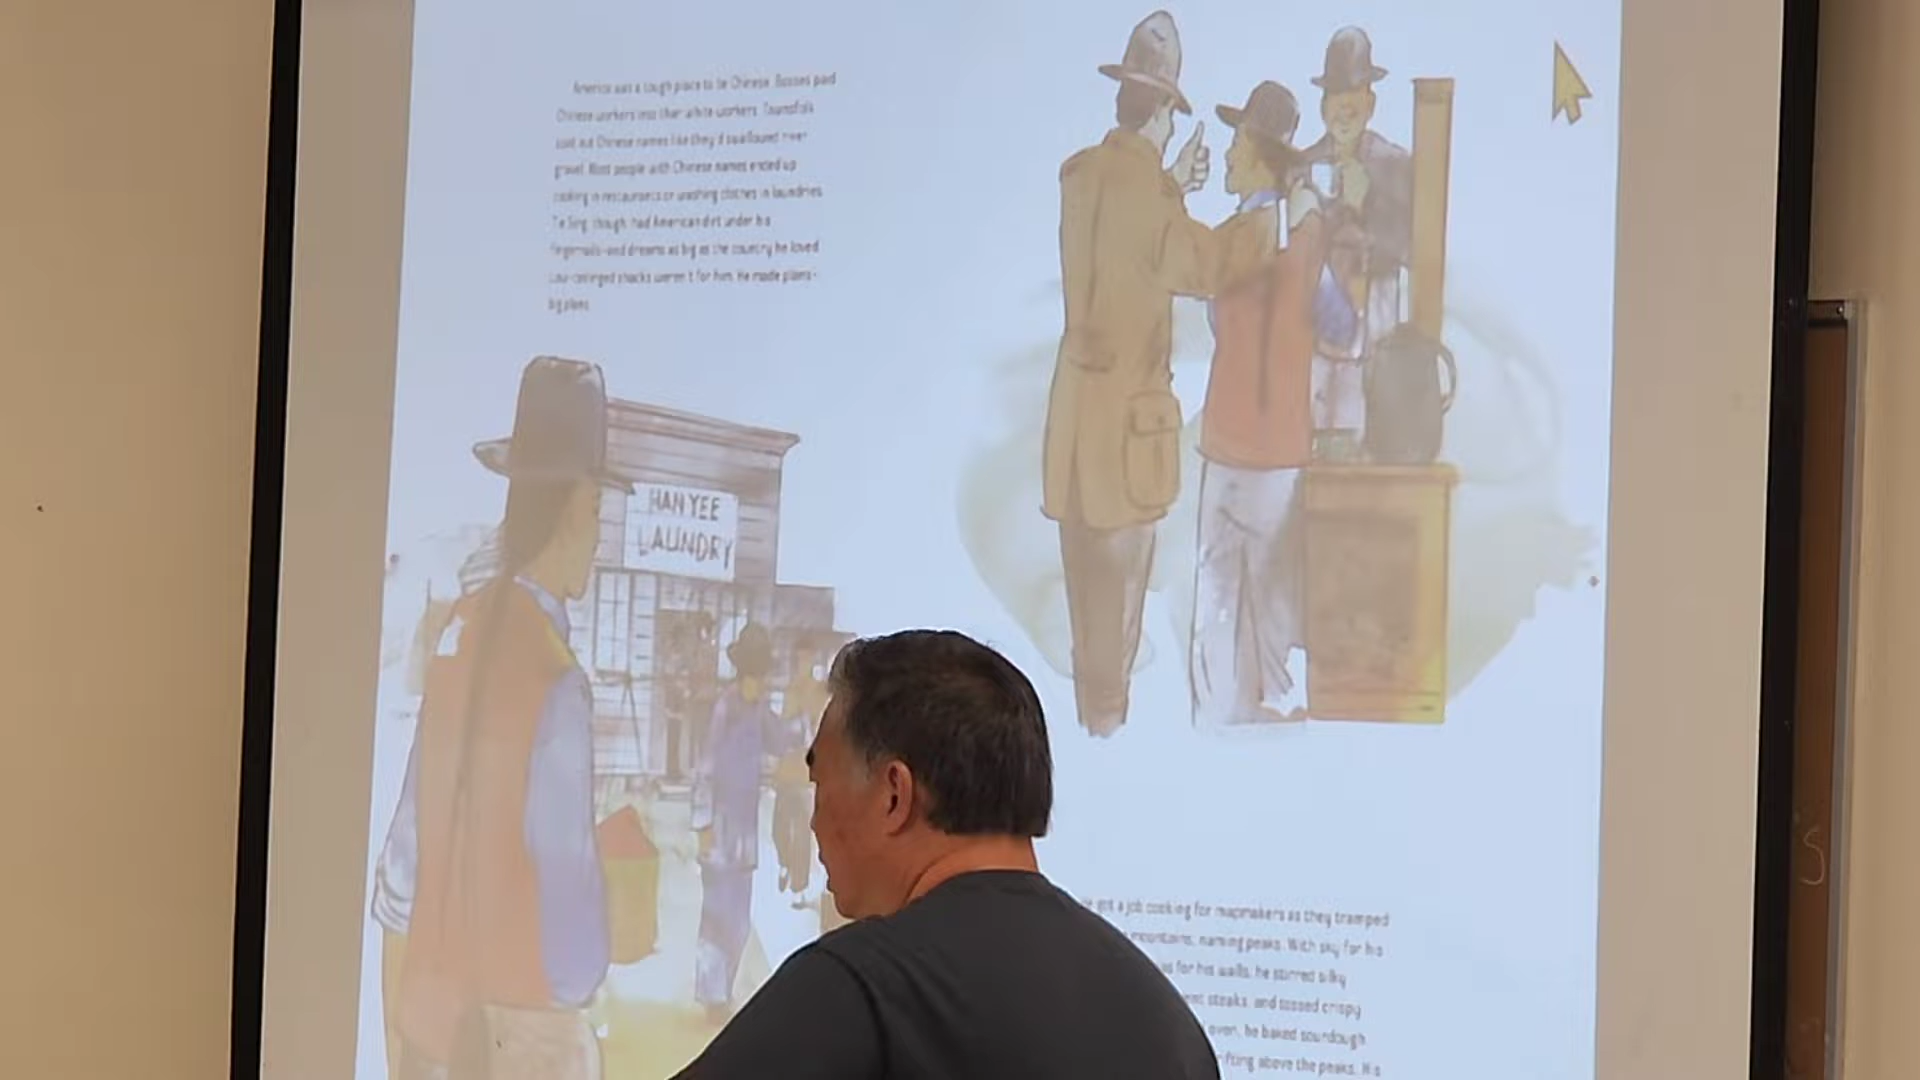 America was a tough place to be Chinese. Bosses paid
Chinese workers less than white workers. Townsfolk
spit out Chinese names like they'd swallowed river
gravel. Most people with Chinese names ended up
cooking in restaurants or washing clothes in laundries.
Tie Sing, though, had American dirt under his
fingernails-and dreams as big as the country he loved.
Low-ceilinged shacks weren't for him. He made plans-
big plans.
HAN YEE
LAUNDRY
got a job cooking for mapmakers as they tramped
mountains, naming peaks. With sky for his
for his walls, he stirred silky
steaks, and tossed crispy
oven, he baked sourdough
above the peaks. His
S